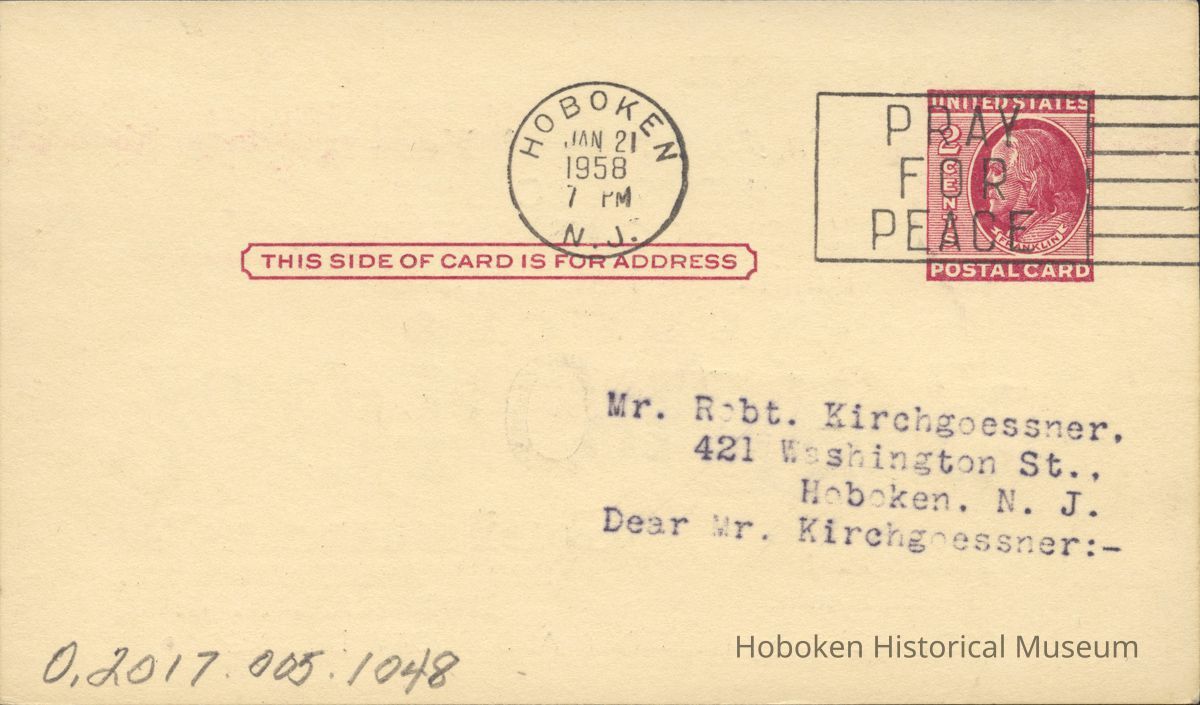 HOBOKEN
JAN 21
1958
7 PM
N.J.
PRAY
FOR
PEACE
UNITED STATES
2 CENTS
FRANKLIN
POSTAL CARD
THIS SIDE OF CARD IS FOR ADDRESS
Mr. Robt. Kirchgoessner,
421 Washington St.,
Hoboken. N. J.
Dear Mr. Kirchgoessner:-
O.2017.005.1048
Hoboken Historical Museum